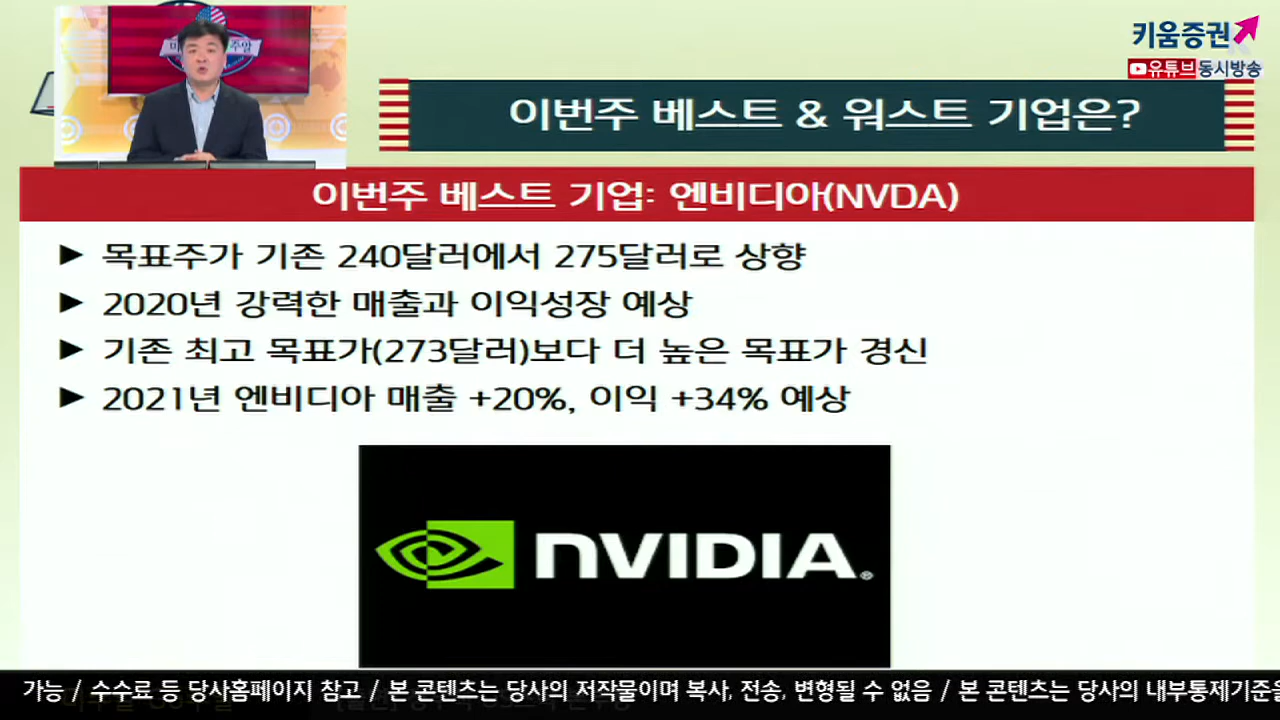 키움증권
유튜브 동시방송
이번주 베스트 & 워스트 기업은?
이번주 베스트 기업: 엔비디아(NVDA)
▶ 목표주가 기존 240달러에서 275달러로 상향
▶ 2020년 강력한 매출과 이익성장 예상
▶ 기존 최고 목표가(273달러)보다 더 높은 목표가 경신
▶ 2021년 엔비디아 매출 +20%, 이익 +34% 예상
NVIDIA®
가능 / 수수료 등 당사홈페이지 참고 / 본 콘텐츠는 당사의 저작물이며 복사, 전송, 변형될 수 없음 / 본 콘텐츠는 당사의 내부통제기준을